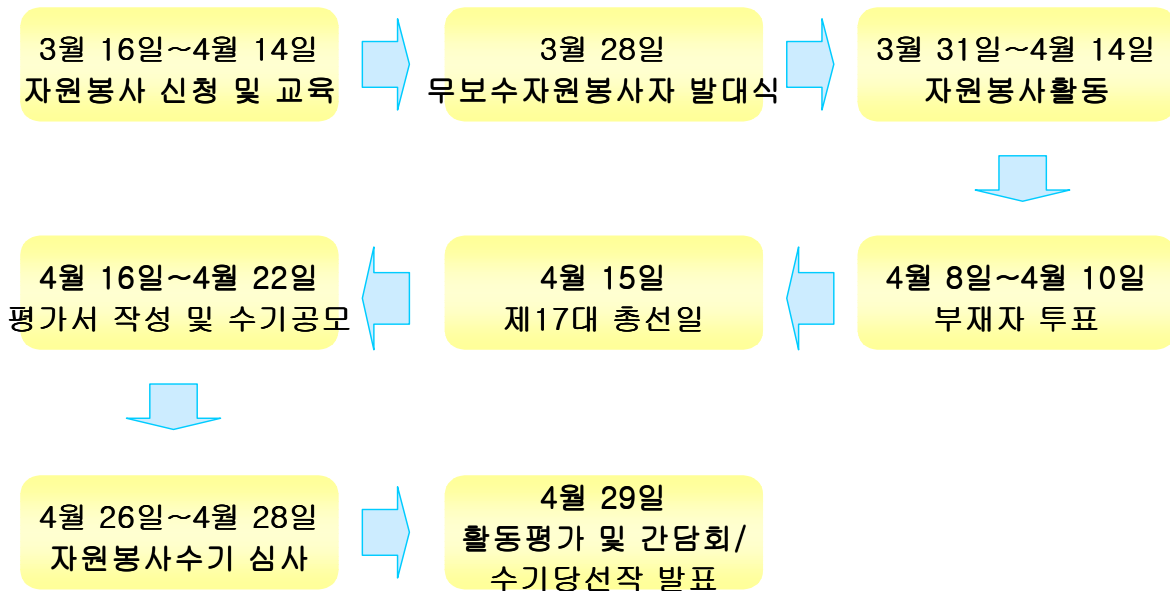 3월 16일~4월 14일
자원봉사 신청 및 교육
3월 28일
무보수자원봉사자 발대식
3월 31일~4월 14일
자원봉사활동
4월 8일~4월 10일
부재자 투표
4월 15일
제17대 총선일
4월 16일~4월 22일
평가서 작성 및 수기공모
4월 26일~4월 28일
자원봉사수기 심사
4월 29일
활동평가 및 간담회/
수기당선작 발표